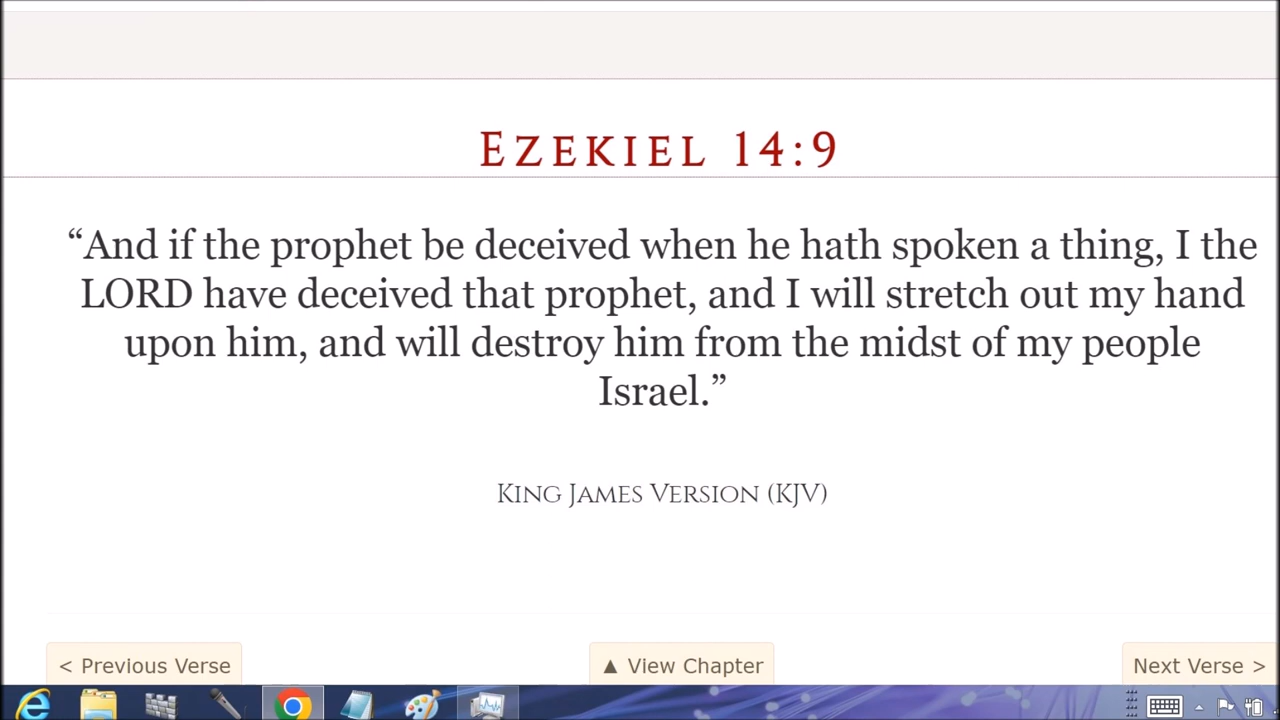 EZEKIEL 14:9
“And if the prophet be deceived when he hath spoken a thing, I the
LORD have deceived that prophet, and I will stretch out my hand
upon him, and will destroy him from the midst of my people
Israel.”
KING JAMES VERSION (KJV)
< Previous Verse
▲ View Chapter
Next Verse >